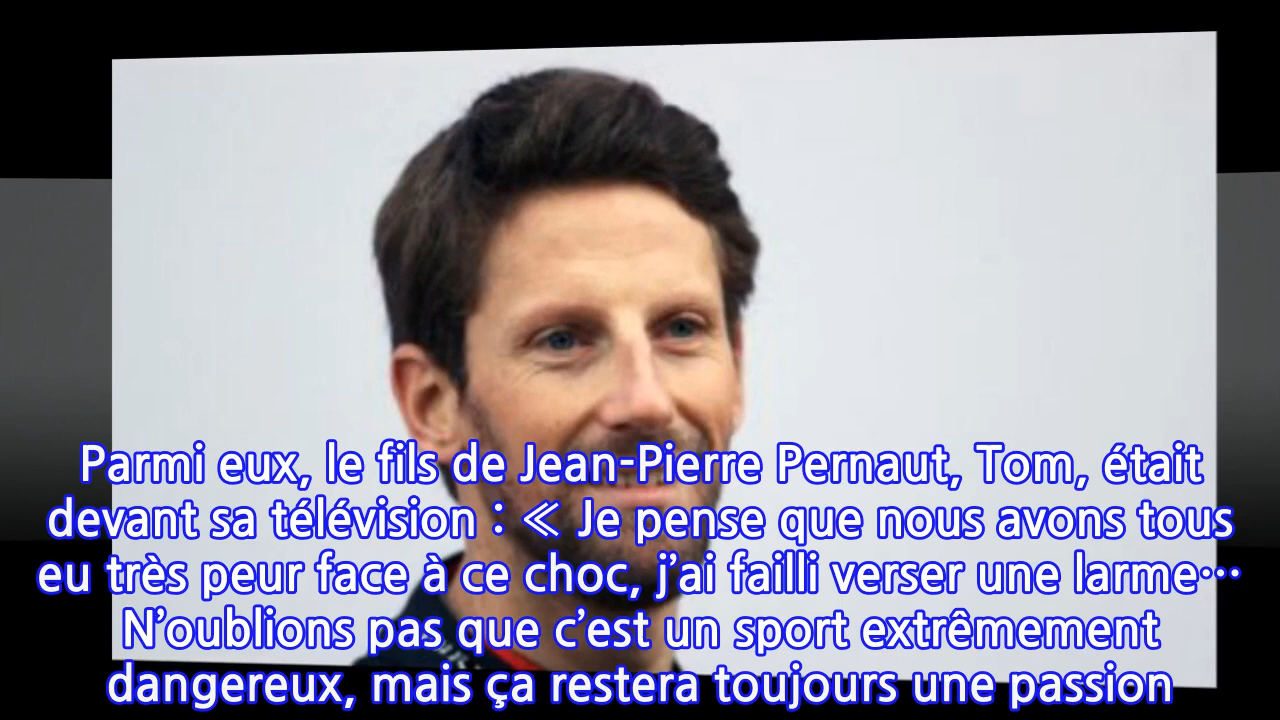 Parmi eux, le fils de Jean-Pierre Pernaut, Tom, était
devant sa télévision : ≪ Je pense que nous avons tous
eu très peur face à ce choc, j’ai failli verser une larme…
N’oublions pas que c’est un sport extrêmement
dangereux, mais ça restera toujours une passion